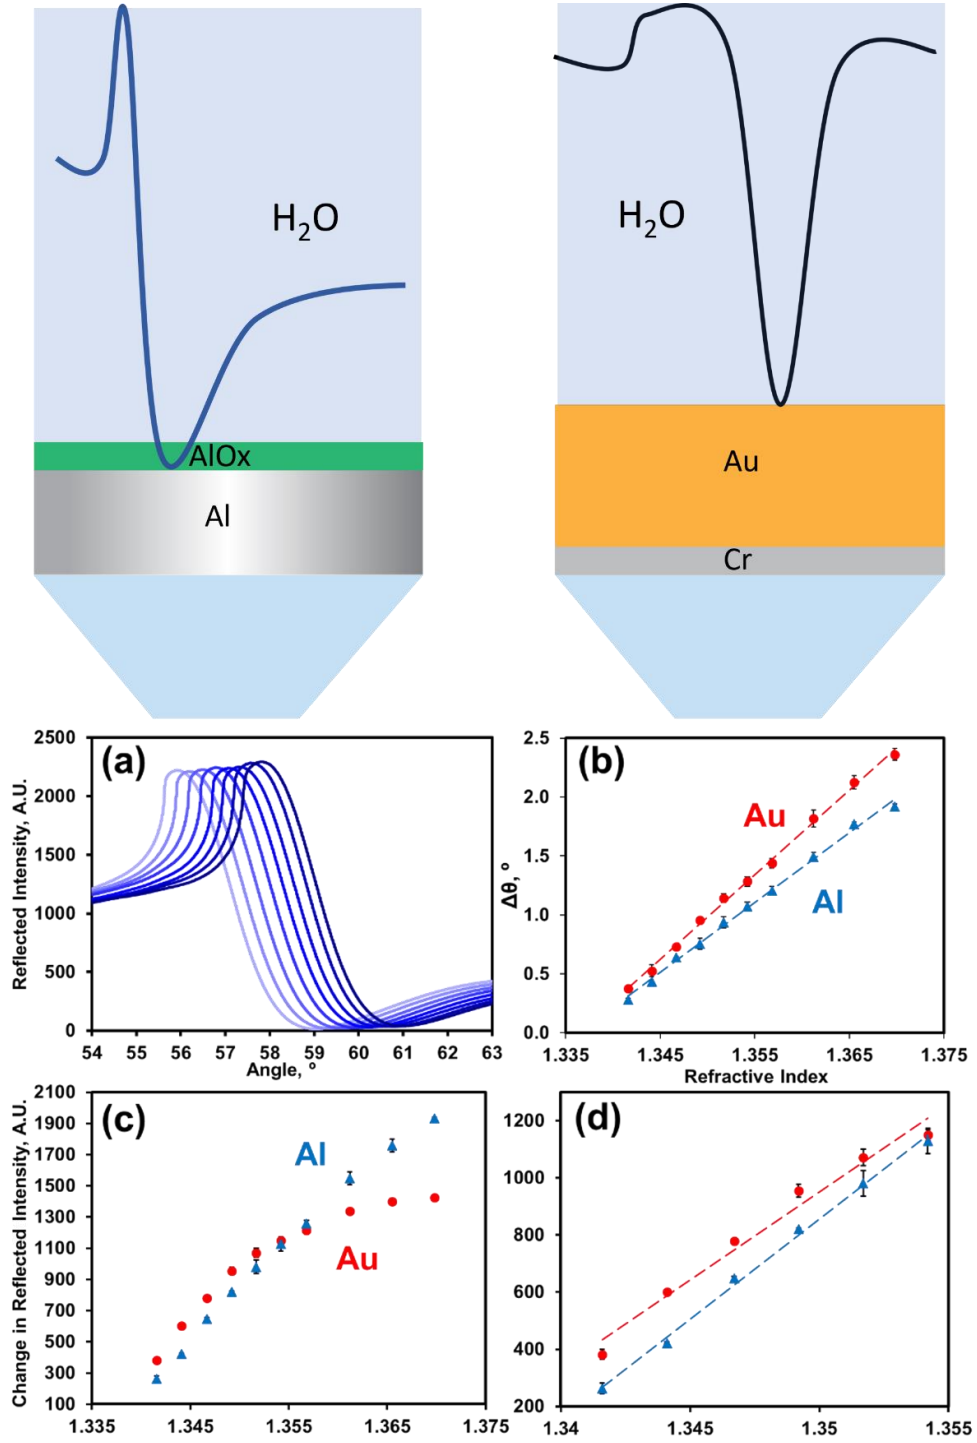 H₂O
H₂O
AlOx
Al
Au
Cr
(a)
2500
2000
1500
1000
500
0
Reflected Intensity, A.U.
54 55 56 57 58 59 60 61 62 63
Angle, °
(b)
2.5
2.0
1.5
1.0
0.5
0.0
Δθ, °
Au
Al
1.335 1.345 1.355 1.365 1.375
Refractive Index
(c)
2100
1900
1700
1500
1300
1100
900
700
500
300
100
Change in Reflected Intensity, A.U.
Al
Au
1.335 1.345 1.355 1.365 1.375
(d)
1200
1000
800
600
400
200
1.34 1.345 1.35 1.355